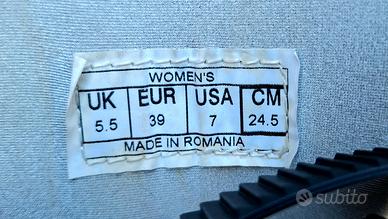 WOMEN'S
UK EUR USA CM
5.5 39 7 24.5
MADE IN ROMANIA
subito